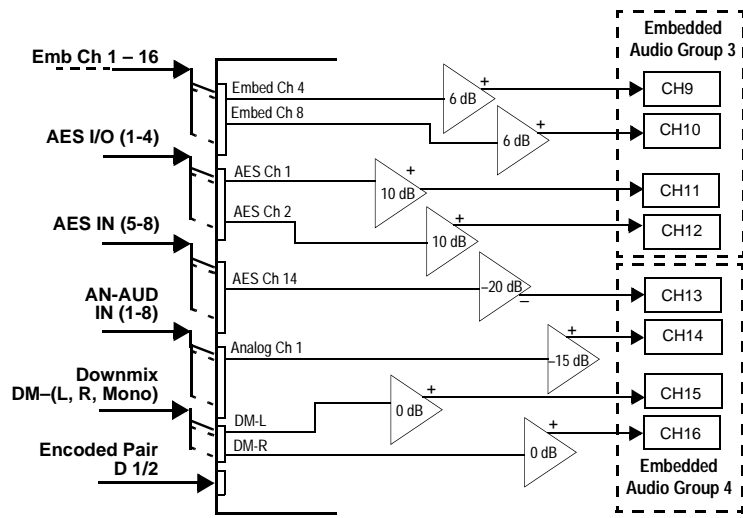 Emb Ch 1 – 16
AES I/O (1-4)
AES IN (5-8)
AN-AUD
IN (1-8)
Downmix
DM–(L, R, Mono)
Encoded Pair
D 1/2
Embed Ch 4
Embed Ch 8
AES Ch 1
AES Ch 2
AES Ch 14
Analog Ch 1
DM-L
DM-R
6 dB
+
6 dB
+
10 dB
+
10 dB
+
–20 dB
–
–15 dB
+
0 dB
+
0 dB
+
Embedded
Audio Group 3
CH9
CH10
CH11
CH12
CH13
CH14
CH15
CH16
Embedded
Audio Group 4